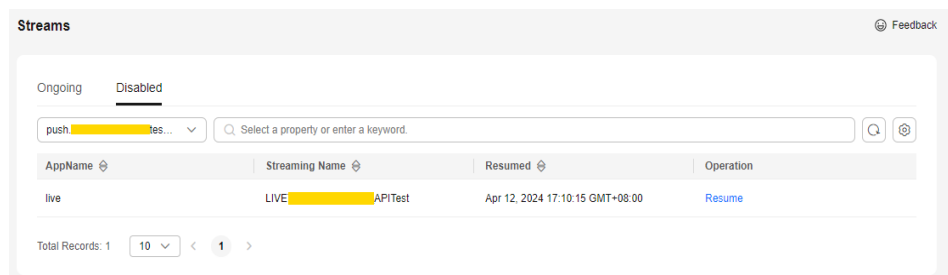 Streams
Feedback
Ongoing Disabled
push. tes... Select a property or enter a keyword.
AppName Streaming Name Resumed Operation
live LIVE APITest Apr 12, 2024 17:10:15 GMT+08:00 Resume
Total Records: 1 10 1